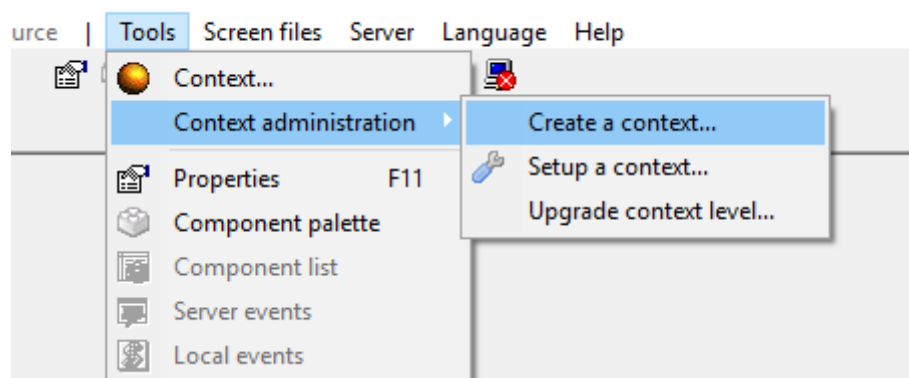 urce | Tools Screen files Server Language Help
Context...
Context administration
Create a context...
Setup a context...
Upgrade context level...
Properties F11
Component palette
Component list
Server events
Local events